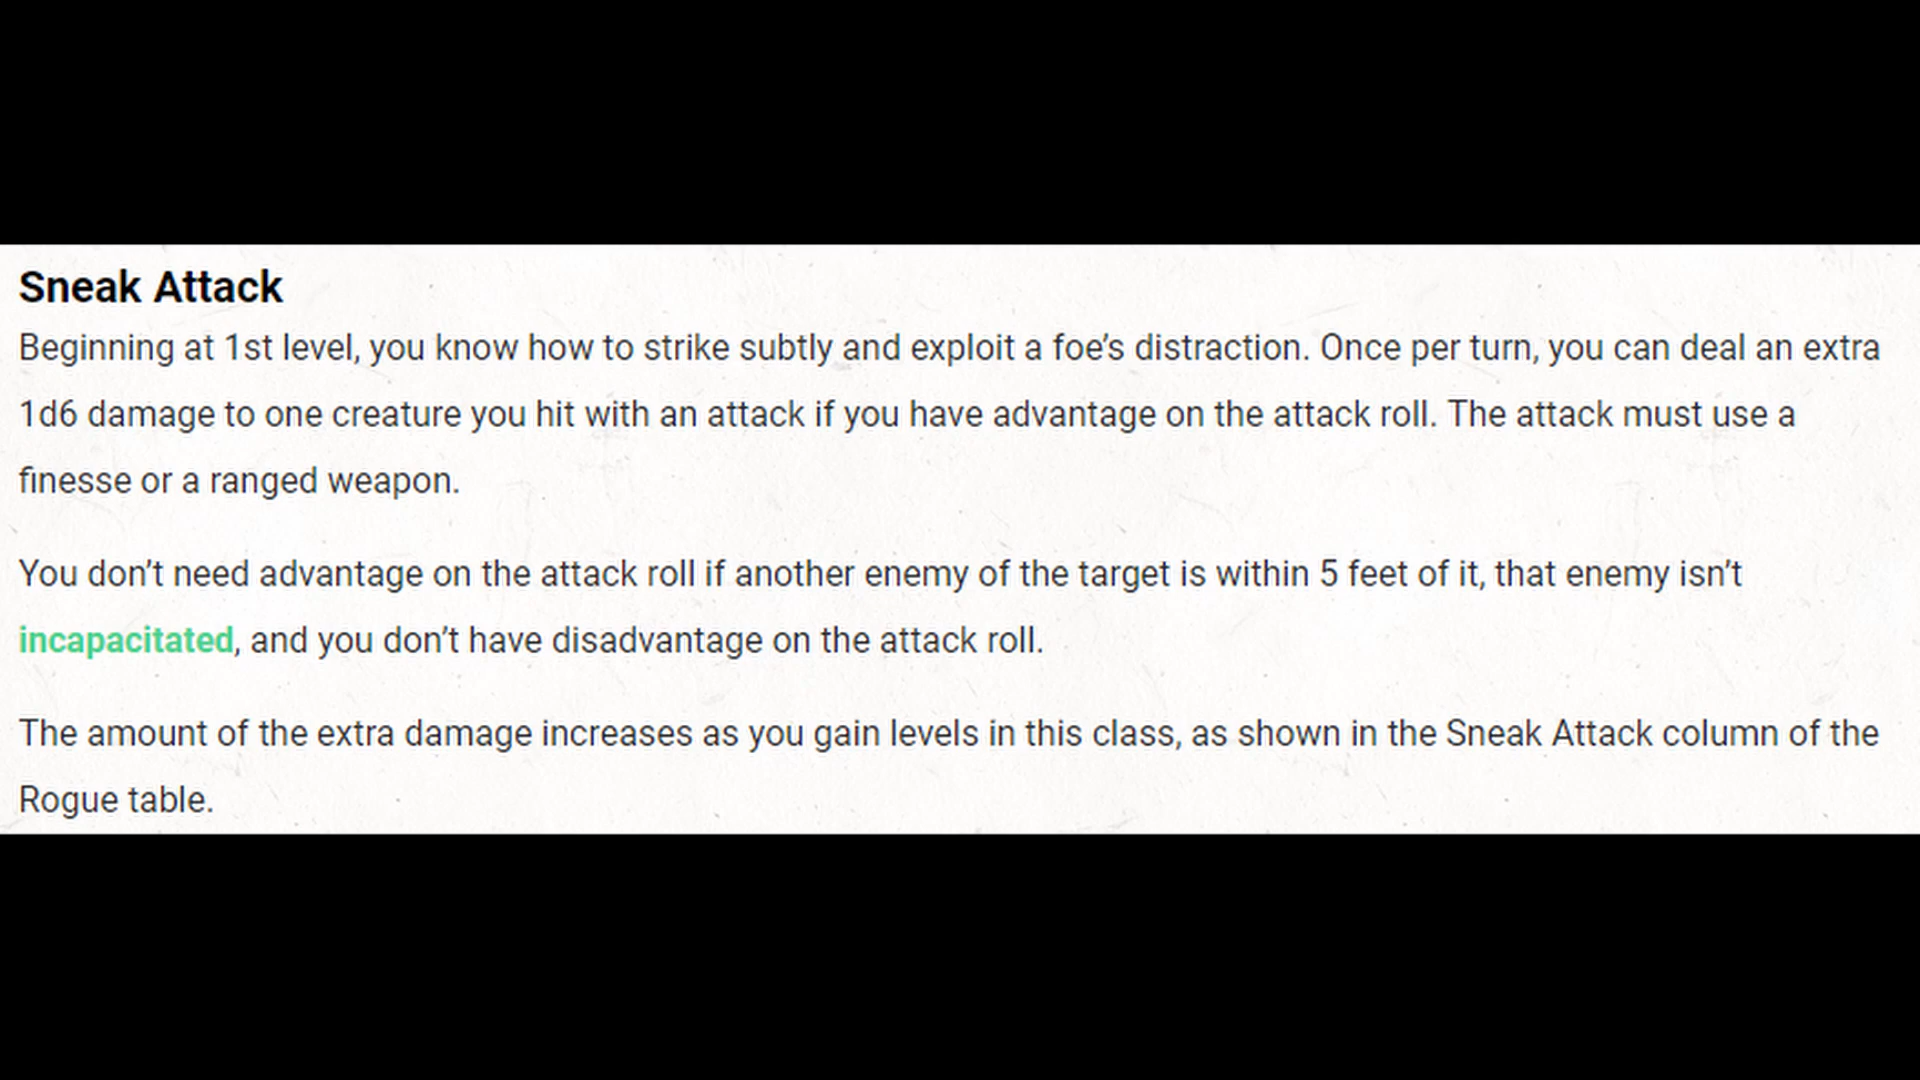 Sneak Attack
Beginning at 1st level, you know how to strike subtly and exploit a foe’s distraction. Once per turn, you can deal an extra
1d6 damage to one creature you hit with an attack if you have advantage on the attack roll. The attack must use a
finesse or a ranged weapon.
You don’t need advantage on the attack roll if another enemy of the target is within 5 feet of it, that enemy isn’t
incapacitated, and you don’t have disadvantage on the attack roll.
The amount of the extra damage increases as you gain levels in this class, as shown in the Sneak Attack column of the
Rogue table.